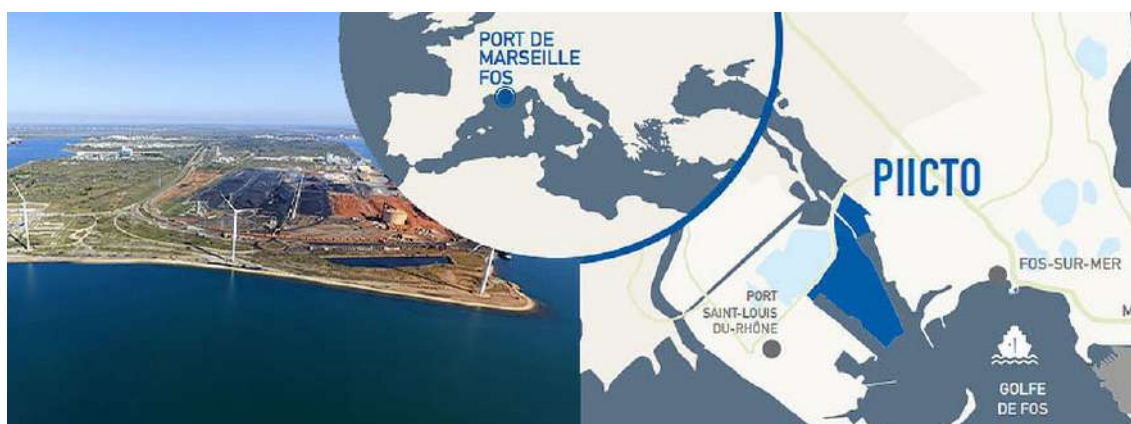 PORT DE
MARSEILLE
FOS
PIICTO
FOS-SUR-MER
PORT
SAINT-LOUIS
DU-RHÔNE
GOLFE
DE FOS
M